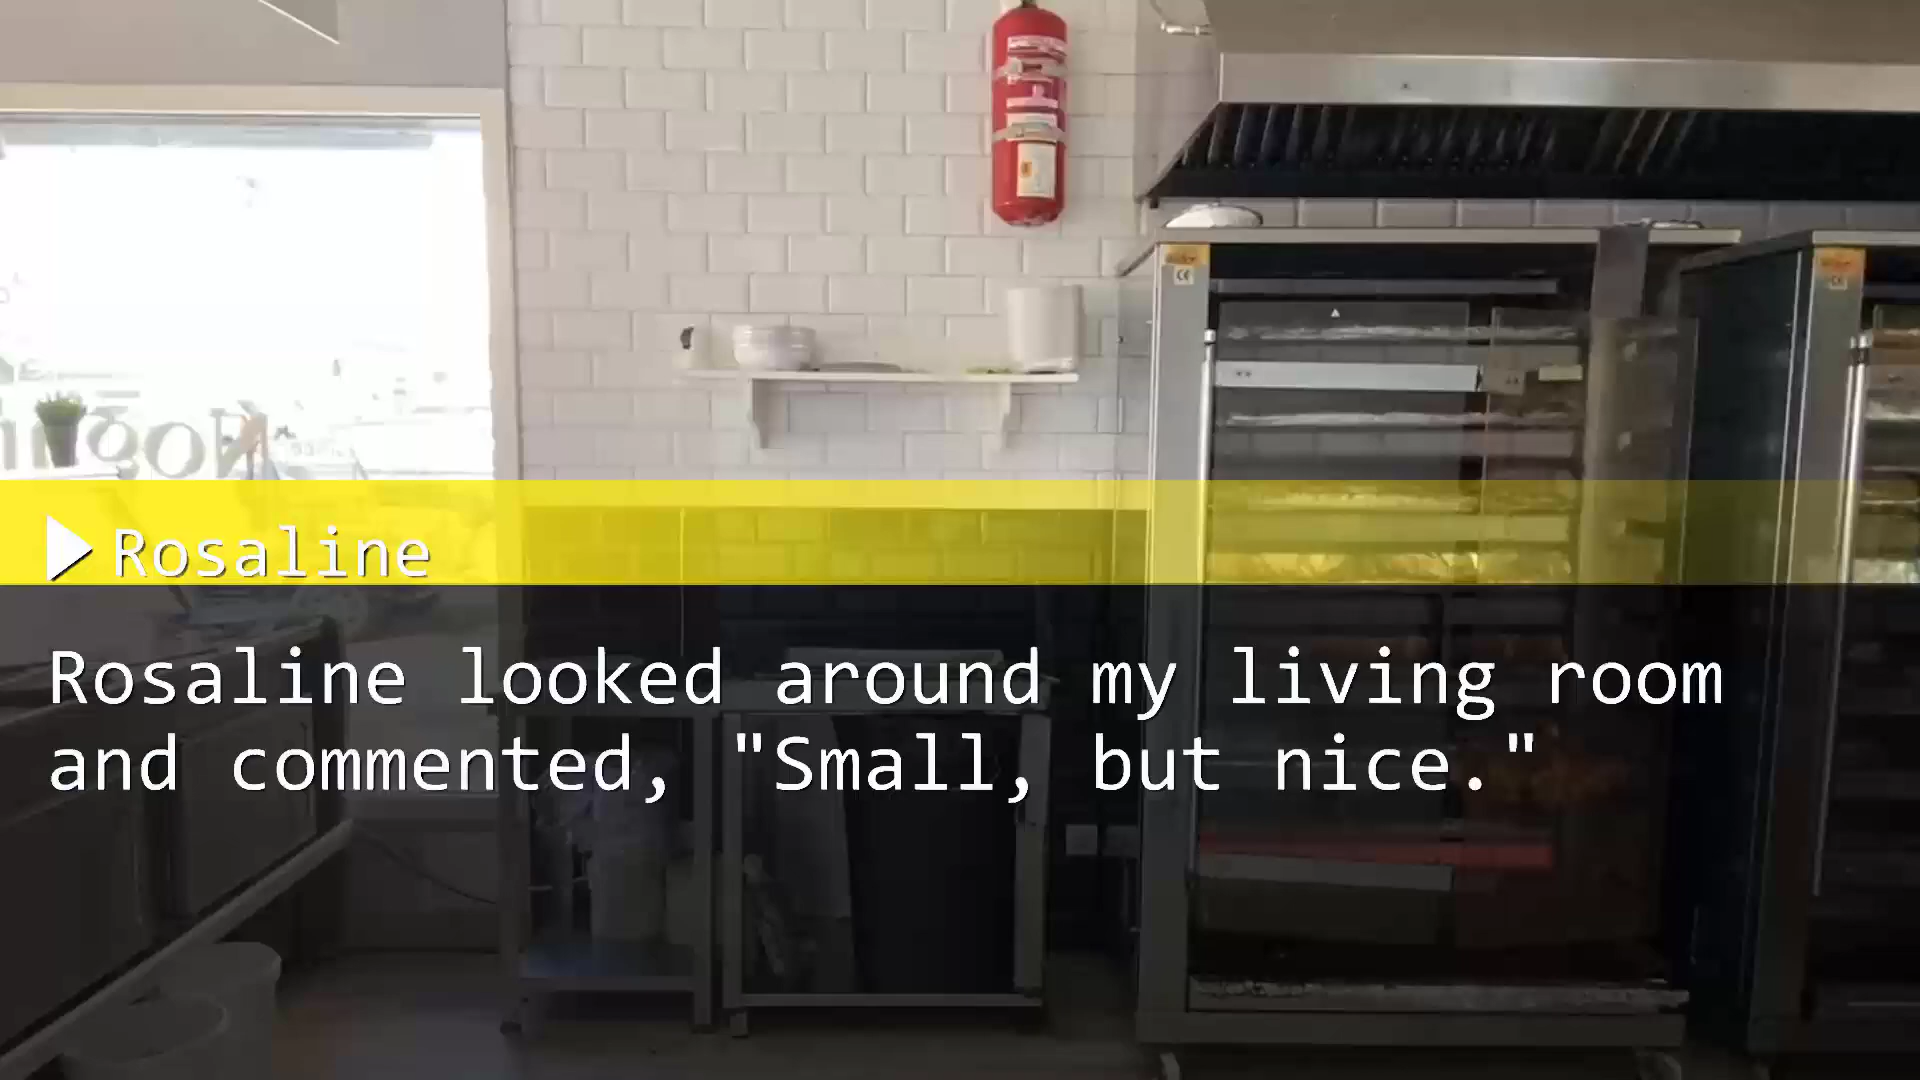 Rosaline
Rosaline looked around my living room
and commented, "Small, but nice."